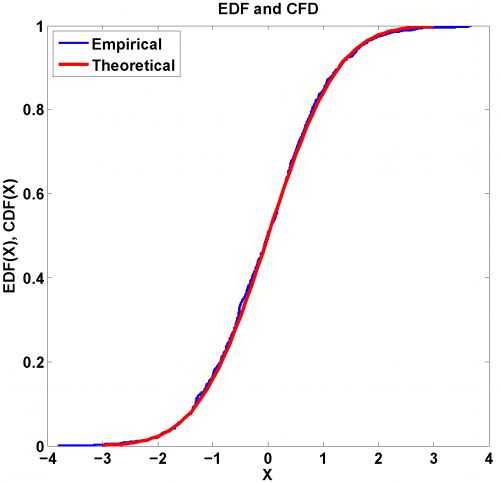 EDF and CFD
Empirical
Theoretical
EDF(X), CDF(X)
1
0.8
0.6
0.4
0.2
0
−4 −3 −2 −1 0 1 2 3 4
X